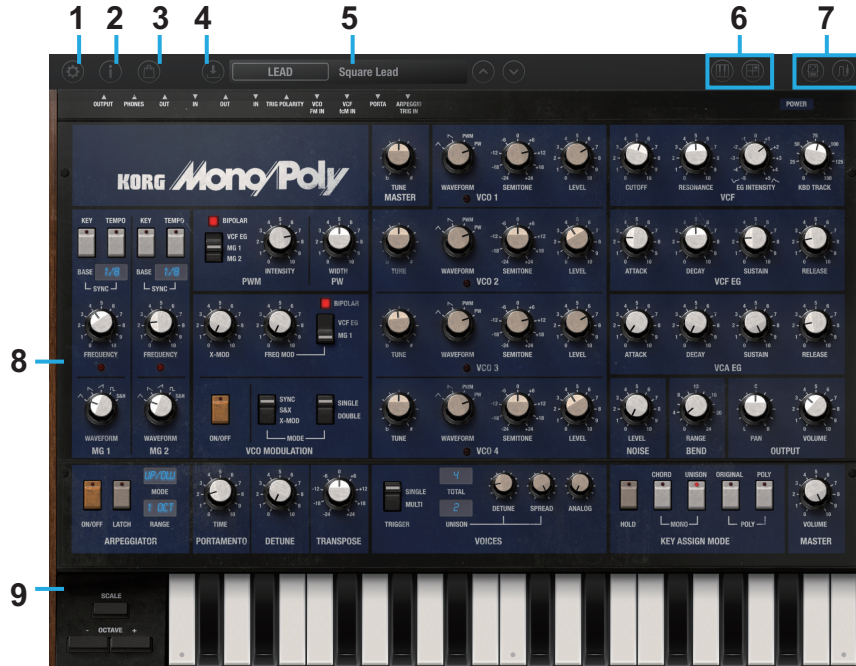 1 2 3 4 5 6 7
LEAD Square Lead
OUTPUT PHONES OUT IN OUT IN TRIG POLARITY VCO FM IN VCF fcM IN PORTA ARPEGGIO TRIG IN POWER
KORG Mono/Poly
TUNE MASTER
WAVEFORM SEMITONE LEVEL
VCO 1
CUTOFF RESONANCE EG INTENSITY KBD TRACK
VCF
KEY TEMPO KEY TEMPO
BASE 1/8 BASE 1/8
SYNC SYNC
BIPOLAR
VCF EG
MG 1
MG 2
INTENSITY WIDTH
PWM PW
TUNE WAVEFORM SEMITONE LEVEL
VCO 2
ATTACK DECAY SUSTAIN RELEASE
VCF EG
8
FREQUENCY FREQUENCY
BIPOLAR
VCF EG
MG 1
X-MOD FREQ MOD
TUNE WAVEFORM SEMITONE LEVEL
VCO 3
ATTACK DECAY SUSTAIN RELEASE
VCA EG
WAVEFORM WAVEFORM
MG 1 MG 2
ON/OFF
SYNC
S&X
X-MOD
SINGLE
DOUBLE
MODE
VCO MODULATION
TUNE WAVEFORM SEMITONE LEVEL
VCO 4
LEVEL RANGE PAN VOLUME
NOISE BEND OUTPUT
UP/DW
MODE
1 OCT
ON/OFF LATCH RANGE
ARPEGGIATOR
TIME
PORTAMENTO DETUNE TRANSPOSE
SINGLE
MULTI
TRIGGER
4
TOTAL
2
UNISON
DETUNE SPREAD ANALOG
VOICES
CHORD UNISON ORIGINAL POLY
HOLD MONO POLY
KEY ASSIGN MODE
VOLUME
MASTER
9
SCALE
- OCTAVE +